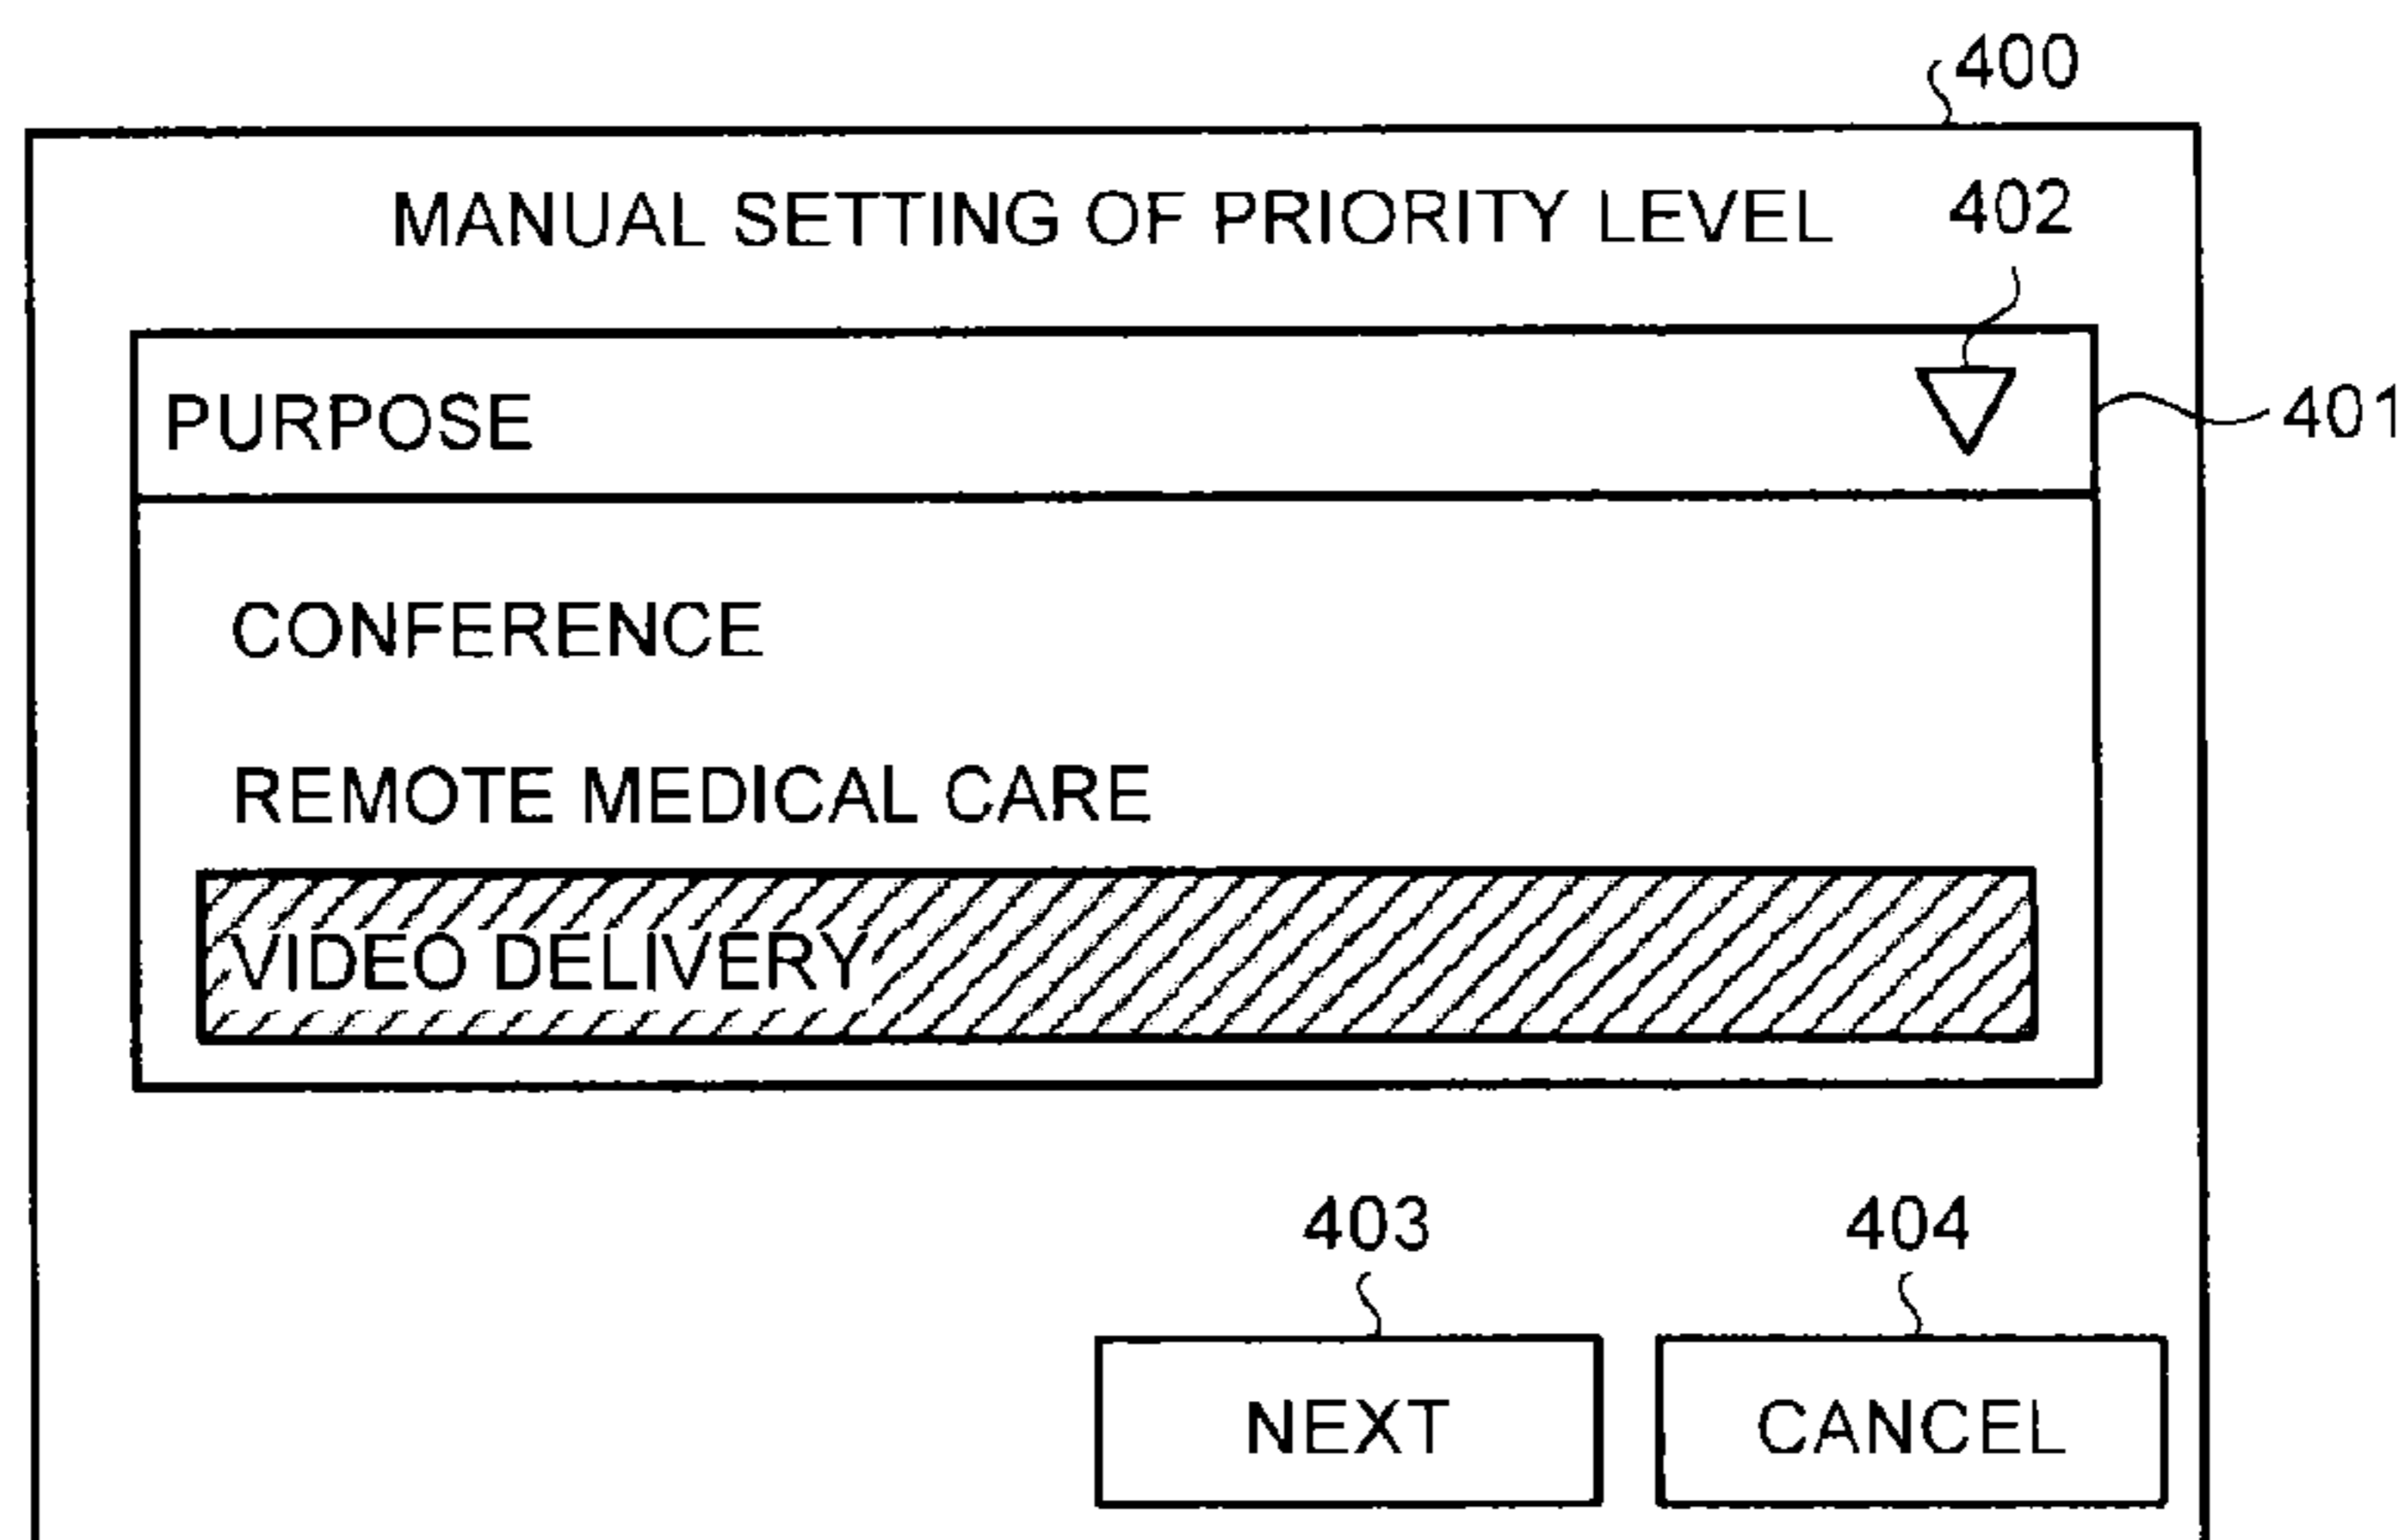 400
MANUAL SETTING OF PRIORITY LEVEL
402
PURPOSE
401
CONFERENCE
REMOTE MEDICAL CARE
VIDEO DELIVERY
403
404
NEXT
CANCEL